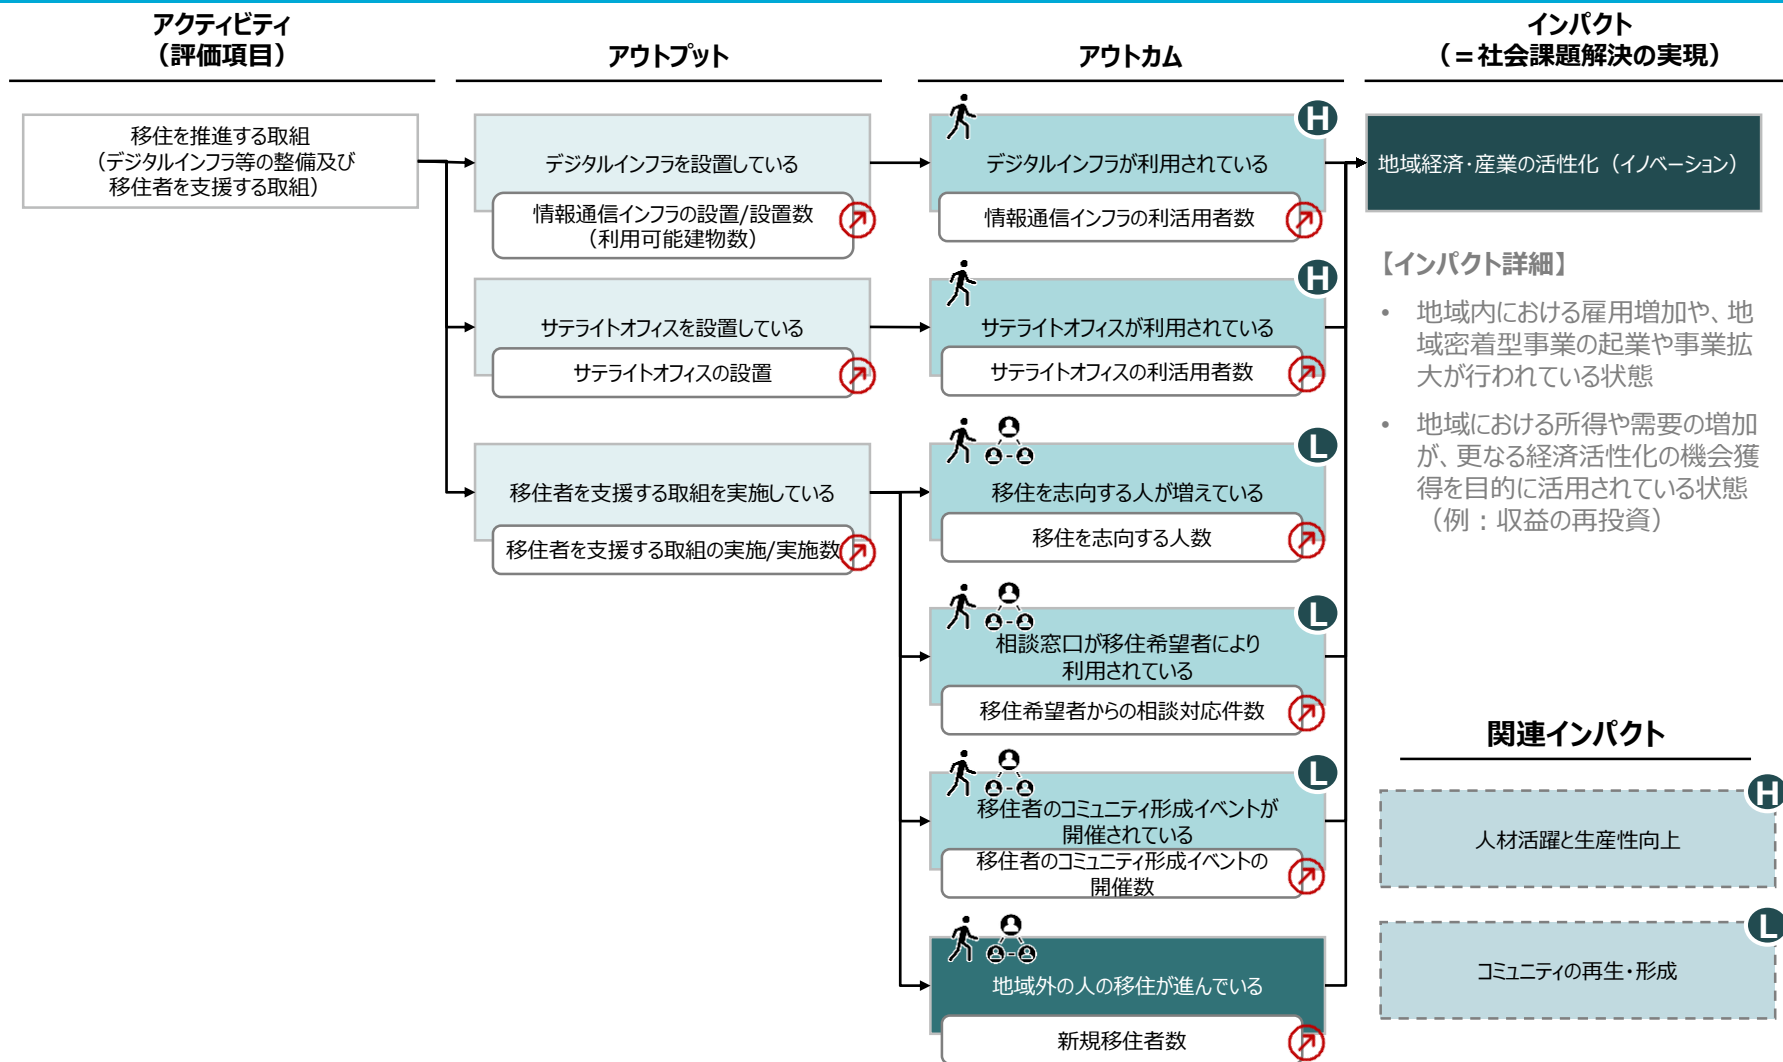 アクティビティ
（評価項目）
アウトプット
アウトカム
インパクト
（＝社会課題解決の実現）
移住を推進する取組
（デジタルインフラ等の整備及び
移住者を支援する取組）
デジタルインフラを設置している
情報通信インフラの設置/設置数
（利用可能建物数）
サテライトオフィスを設置している
サテライトオフィスの設置
移住者を支援する取組を実施している
移住者を支援する取組の実施/実施数
H
デジタルインフラが利用されている
情報通信インフラの利活用者数
H
サテライトオフィスが利用されている
サテライトオフィスの利活用者数
L
移住を志向する人が増えている
移住を志向する人数
L
相談窓口が移住希望者により
利用されている
移住希望者からの相談対応件数
L
移住者のコミュニティ形成イベントが
開催されている
移住者のコミュニティ形成イベントの
開催数
地域外の人の移住が進んでいる
新規移住者数
地域経済・産業の活性化（イノベーション）
【インパクト詳細】
• 地域内における雇用増加や、地
域密着型事業の起業や事業拡
大が行われている状態
• 地域における所得や需要の増加
が、更なる経済活性化の機会獲
得を目的に活用されている状態
（例：収益の再投資）
関連インパクト
H
人材活躍と生産性向上
L
コミュニティの再生・形成